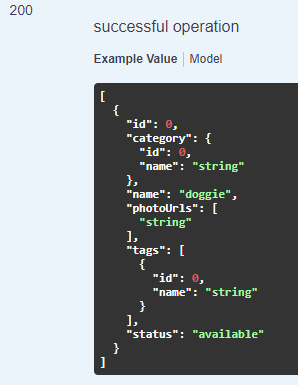 200
successful operation
Example Value Model
[
  {
    "id": 0,
    "category": {
      "id": 0,
      "name": "string"
    },
    "name": "doggie",
    "photoUrls": [
      "string"
    ],
    "tags": [
      {
        "id": 0,
        "name": "string"
      }
    ],
    "status": "available"
  }
]